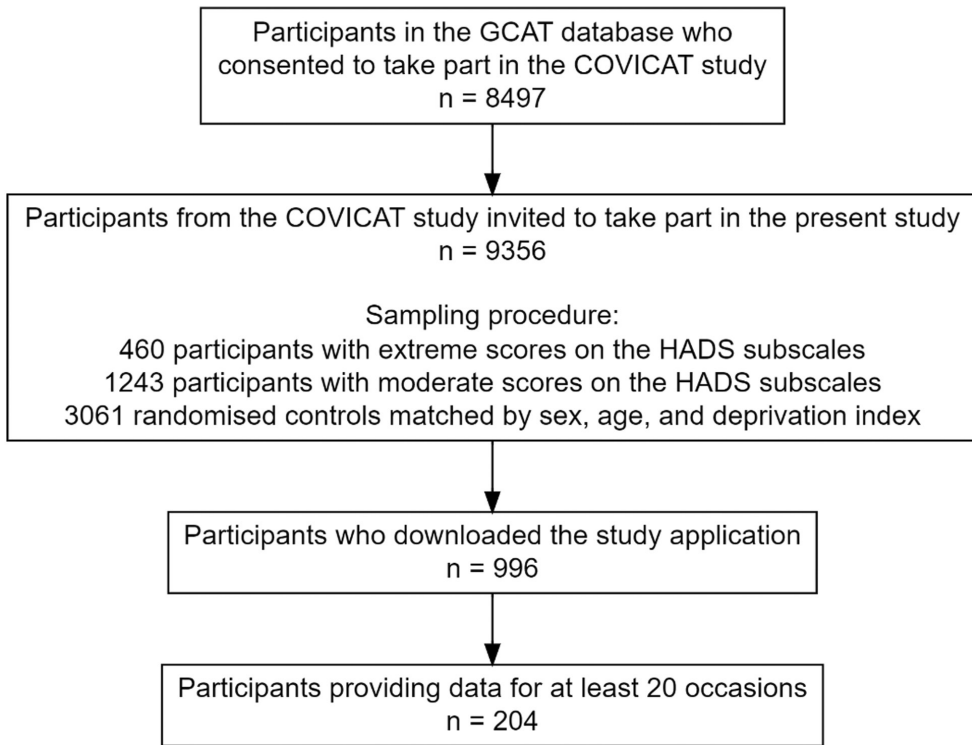 Participants in the GCAT database who
consented to take part in the COVICAT study
n = 8497
Participants from the COVICAT study invited to take part in the present study
n = 9356
Sampling procedure:
460 participants with extreme scores on the HADS subscales
1243 participants with moderate scores on the HADS subscales
3061 randomised controls matched by sex, age, and deprivation index
Participants who downloaded the study application
n = 996
Participants providing data for at least 20 occasions
n = 204